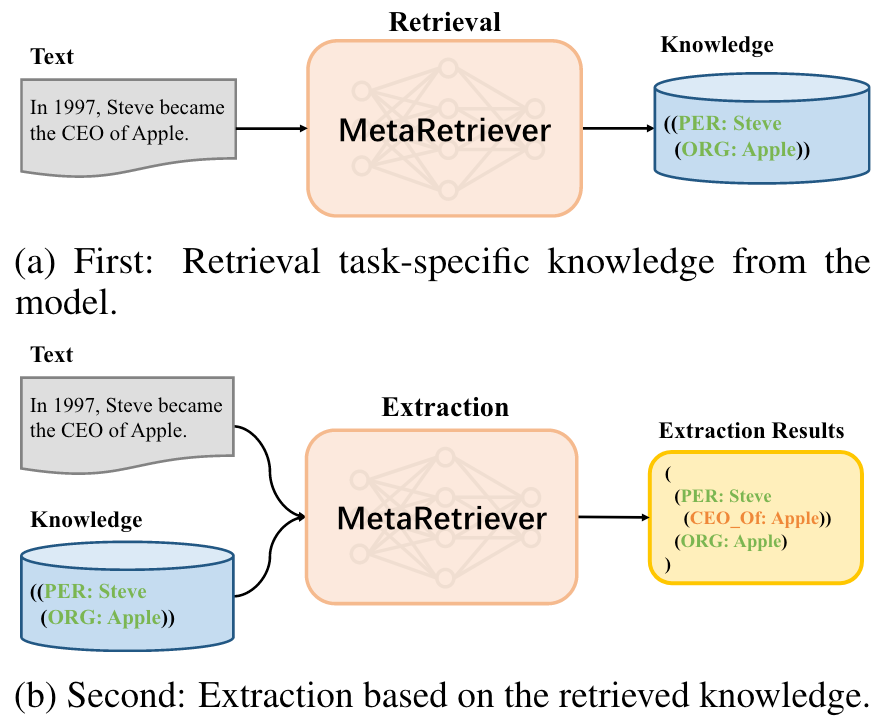 Retrieval
Text
Knowledge
In 1997, Steve became
the CEO of Apple.
MetaRetriever
((PER: Steve
(ORG: Apple))
(a) First: Retrieval task-specific knowledge from the
model.
Text
Extraction
In 1997, Steve became
the CEO of Apple.
Extraction Results
MetaRetriever
(
(PER: Steve
(CEO_Of: Apple))
(ORG: Apple)
)
Knowledge
((PER: Steve
(ORG: Apple))
(b) Second: Extraction based on the retrieved knowledge.